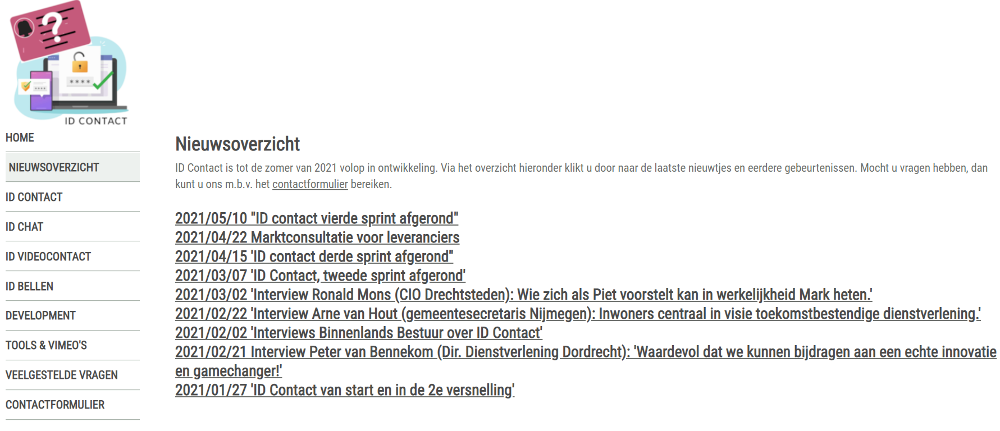 ?
****
****
ID CONTACT
HOME
NIEUWSOVERZICHT
ID CONTACT
ID CHAT
ID VIDEOCONTACT
ID BELLEN
DEVELOPMENT
TOOLS & VIMEO'S
VEELGESTELDE VRAGEN
CONTACTFORMULIER
Nieuwsoverzicht
ID Contact is tot de zomer van 2021 volop in ontwikkeling. Via het overzicht hieronder klikt u door naar de laatste nieuwtjes en eerdere gebeurtenissen. Mocht u vragen hebben, dan
kunt u ons m.b.v. het contactformulier bereiken.
2021/05/10 "ID contact vierde sprint afgerond"
2021/04/22 Marktconsultatie voor leveranciers
2021/04/15 'ID contact derde sprint afgerond"
2021/03/07 'ID Contact, tweede sprint afgerond'
2021/03/02 'Interview Ronald Mons (CIO Drechtsteden): Wie zich als Piet voorstelt kan in werkelijkheid Mark heten.'
2021/02/22 'Interview Arne van Hout (gemeentesecretaris Nijmegen): Inwoners centraal in visie toekomstbestendige dienstverlening.'
2021/02/02 'Interviews Binnenlands Bestuur over ID Contact'
2021/02/21 Interview Peter van Bennekom (Dir. Dienstverlening Dordrecht): 'Waardevol dat we kunnen bijdragen aan een echte innovatie
en gamechanger!'
2021/01/27 'ID Contact van start en in de 2e versnelling'